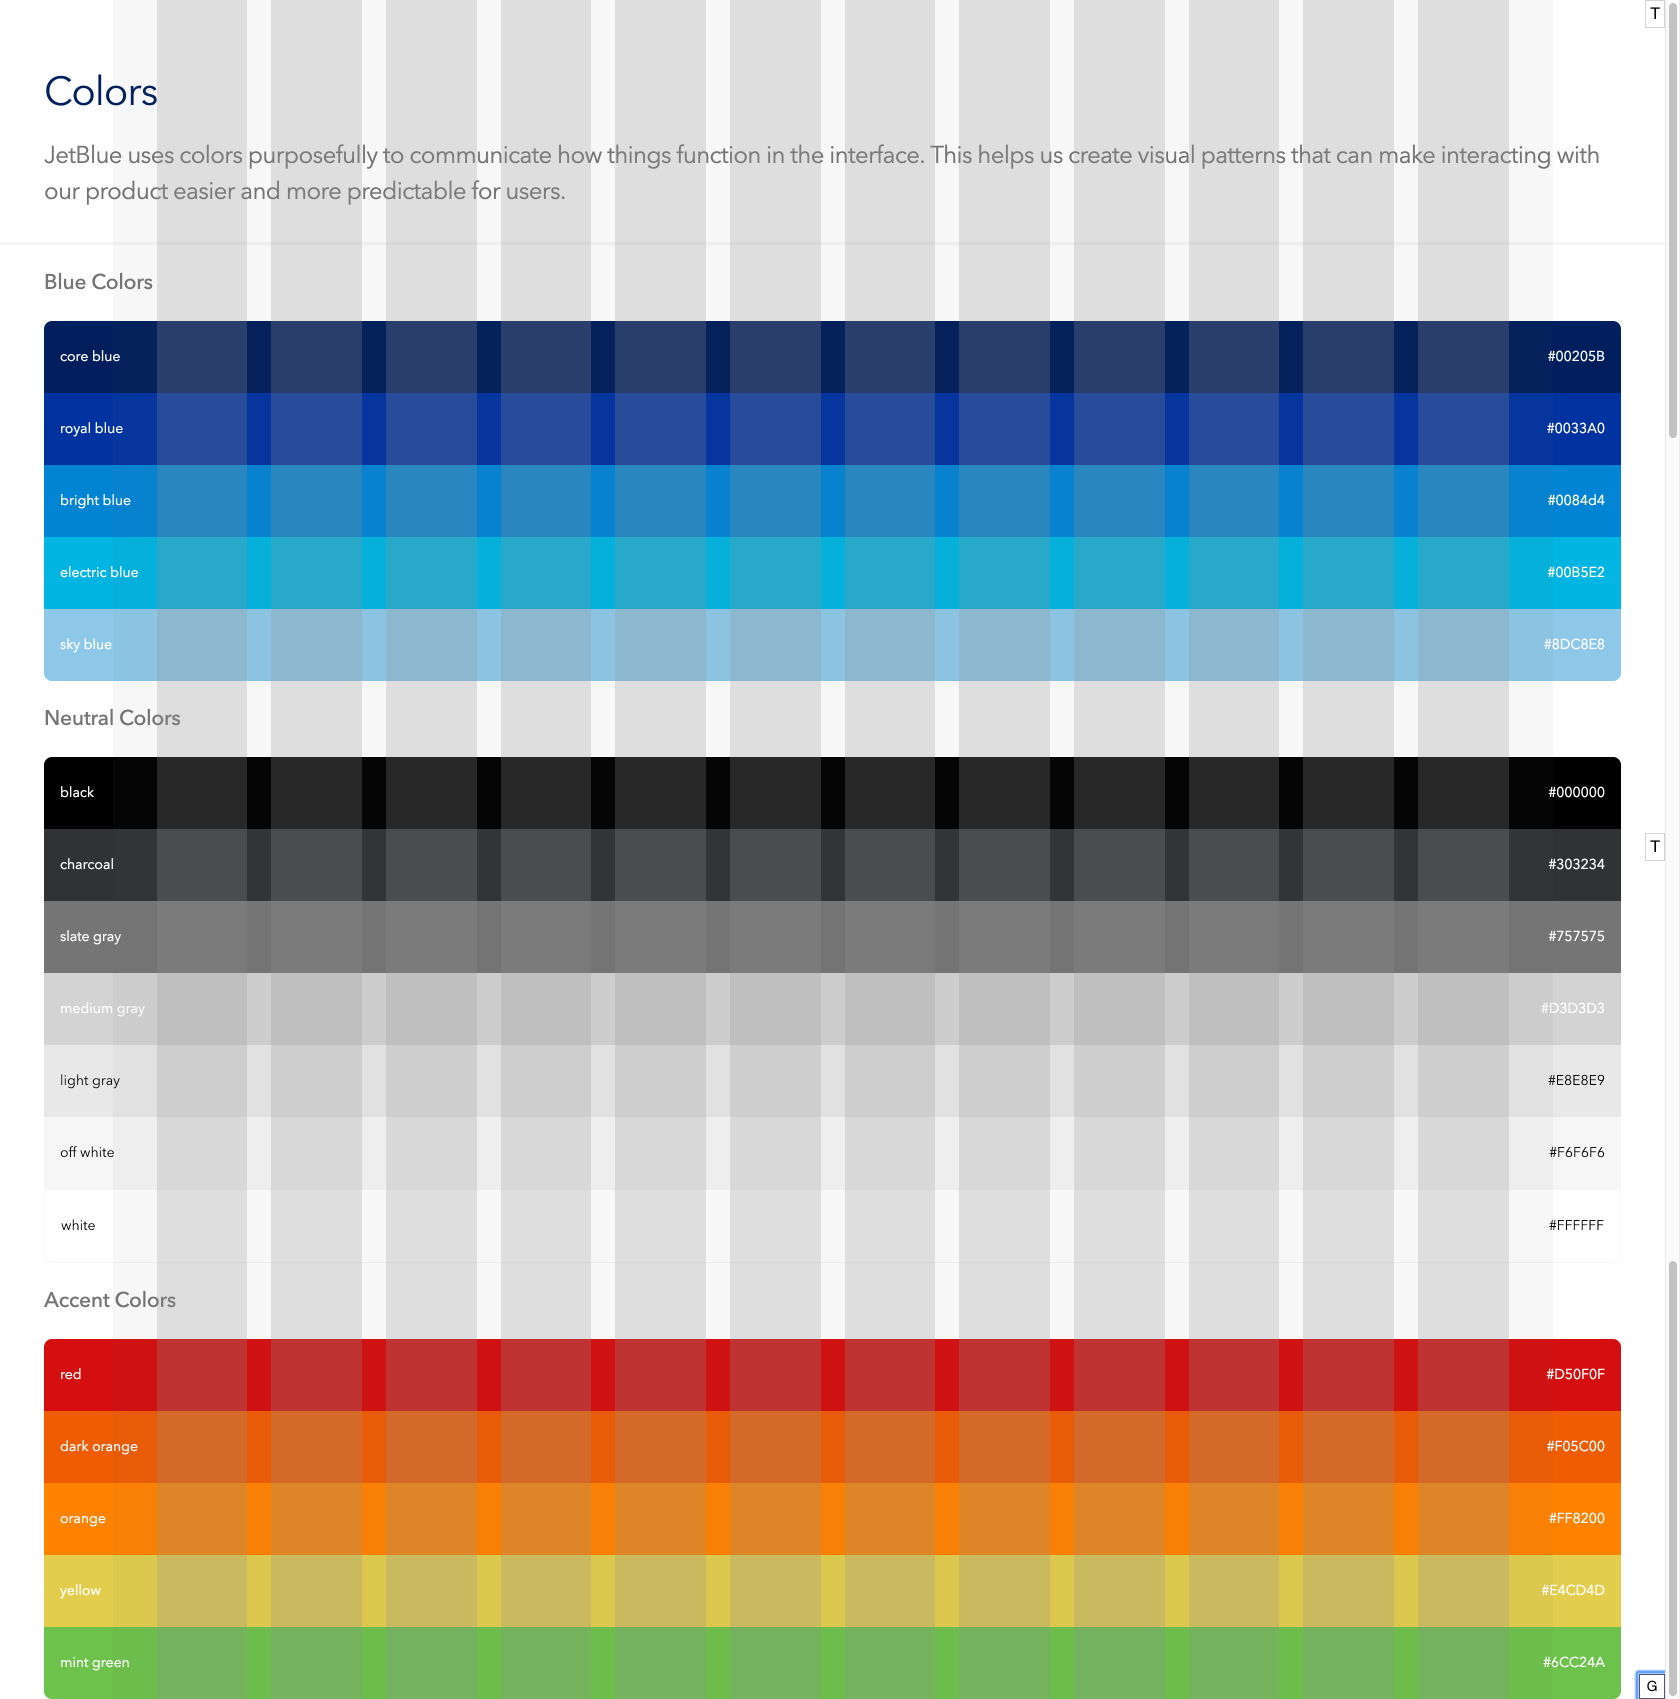 T
Colors
JetBlue uses colors purposefully to communicate how things function in the interface. This helps us create visual patterns that can make interacting with
our product easier and more predictable for users.
Blue Colors
core blue #00205B
royal blue #0033A0
bright blue #0084d4
electric blue #00B5E2
sky blue #8DC8E8
Neutral Colors
black #000000
T
charcoal #303234
slate gray #757575
medium gray #D3D3D3
light gray #E8E8E9
off white #F6F6F6
white #FFFFFF
Accent Colors
red #D50F0F
dark orange #F05C00
orange #FF8200
yellow #E4CD4D
mint green #6CC24A
G